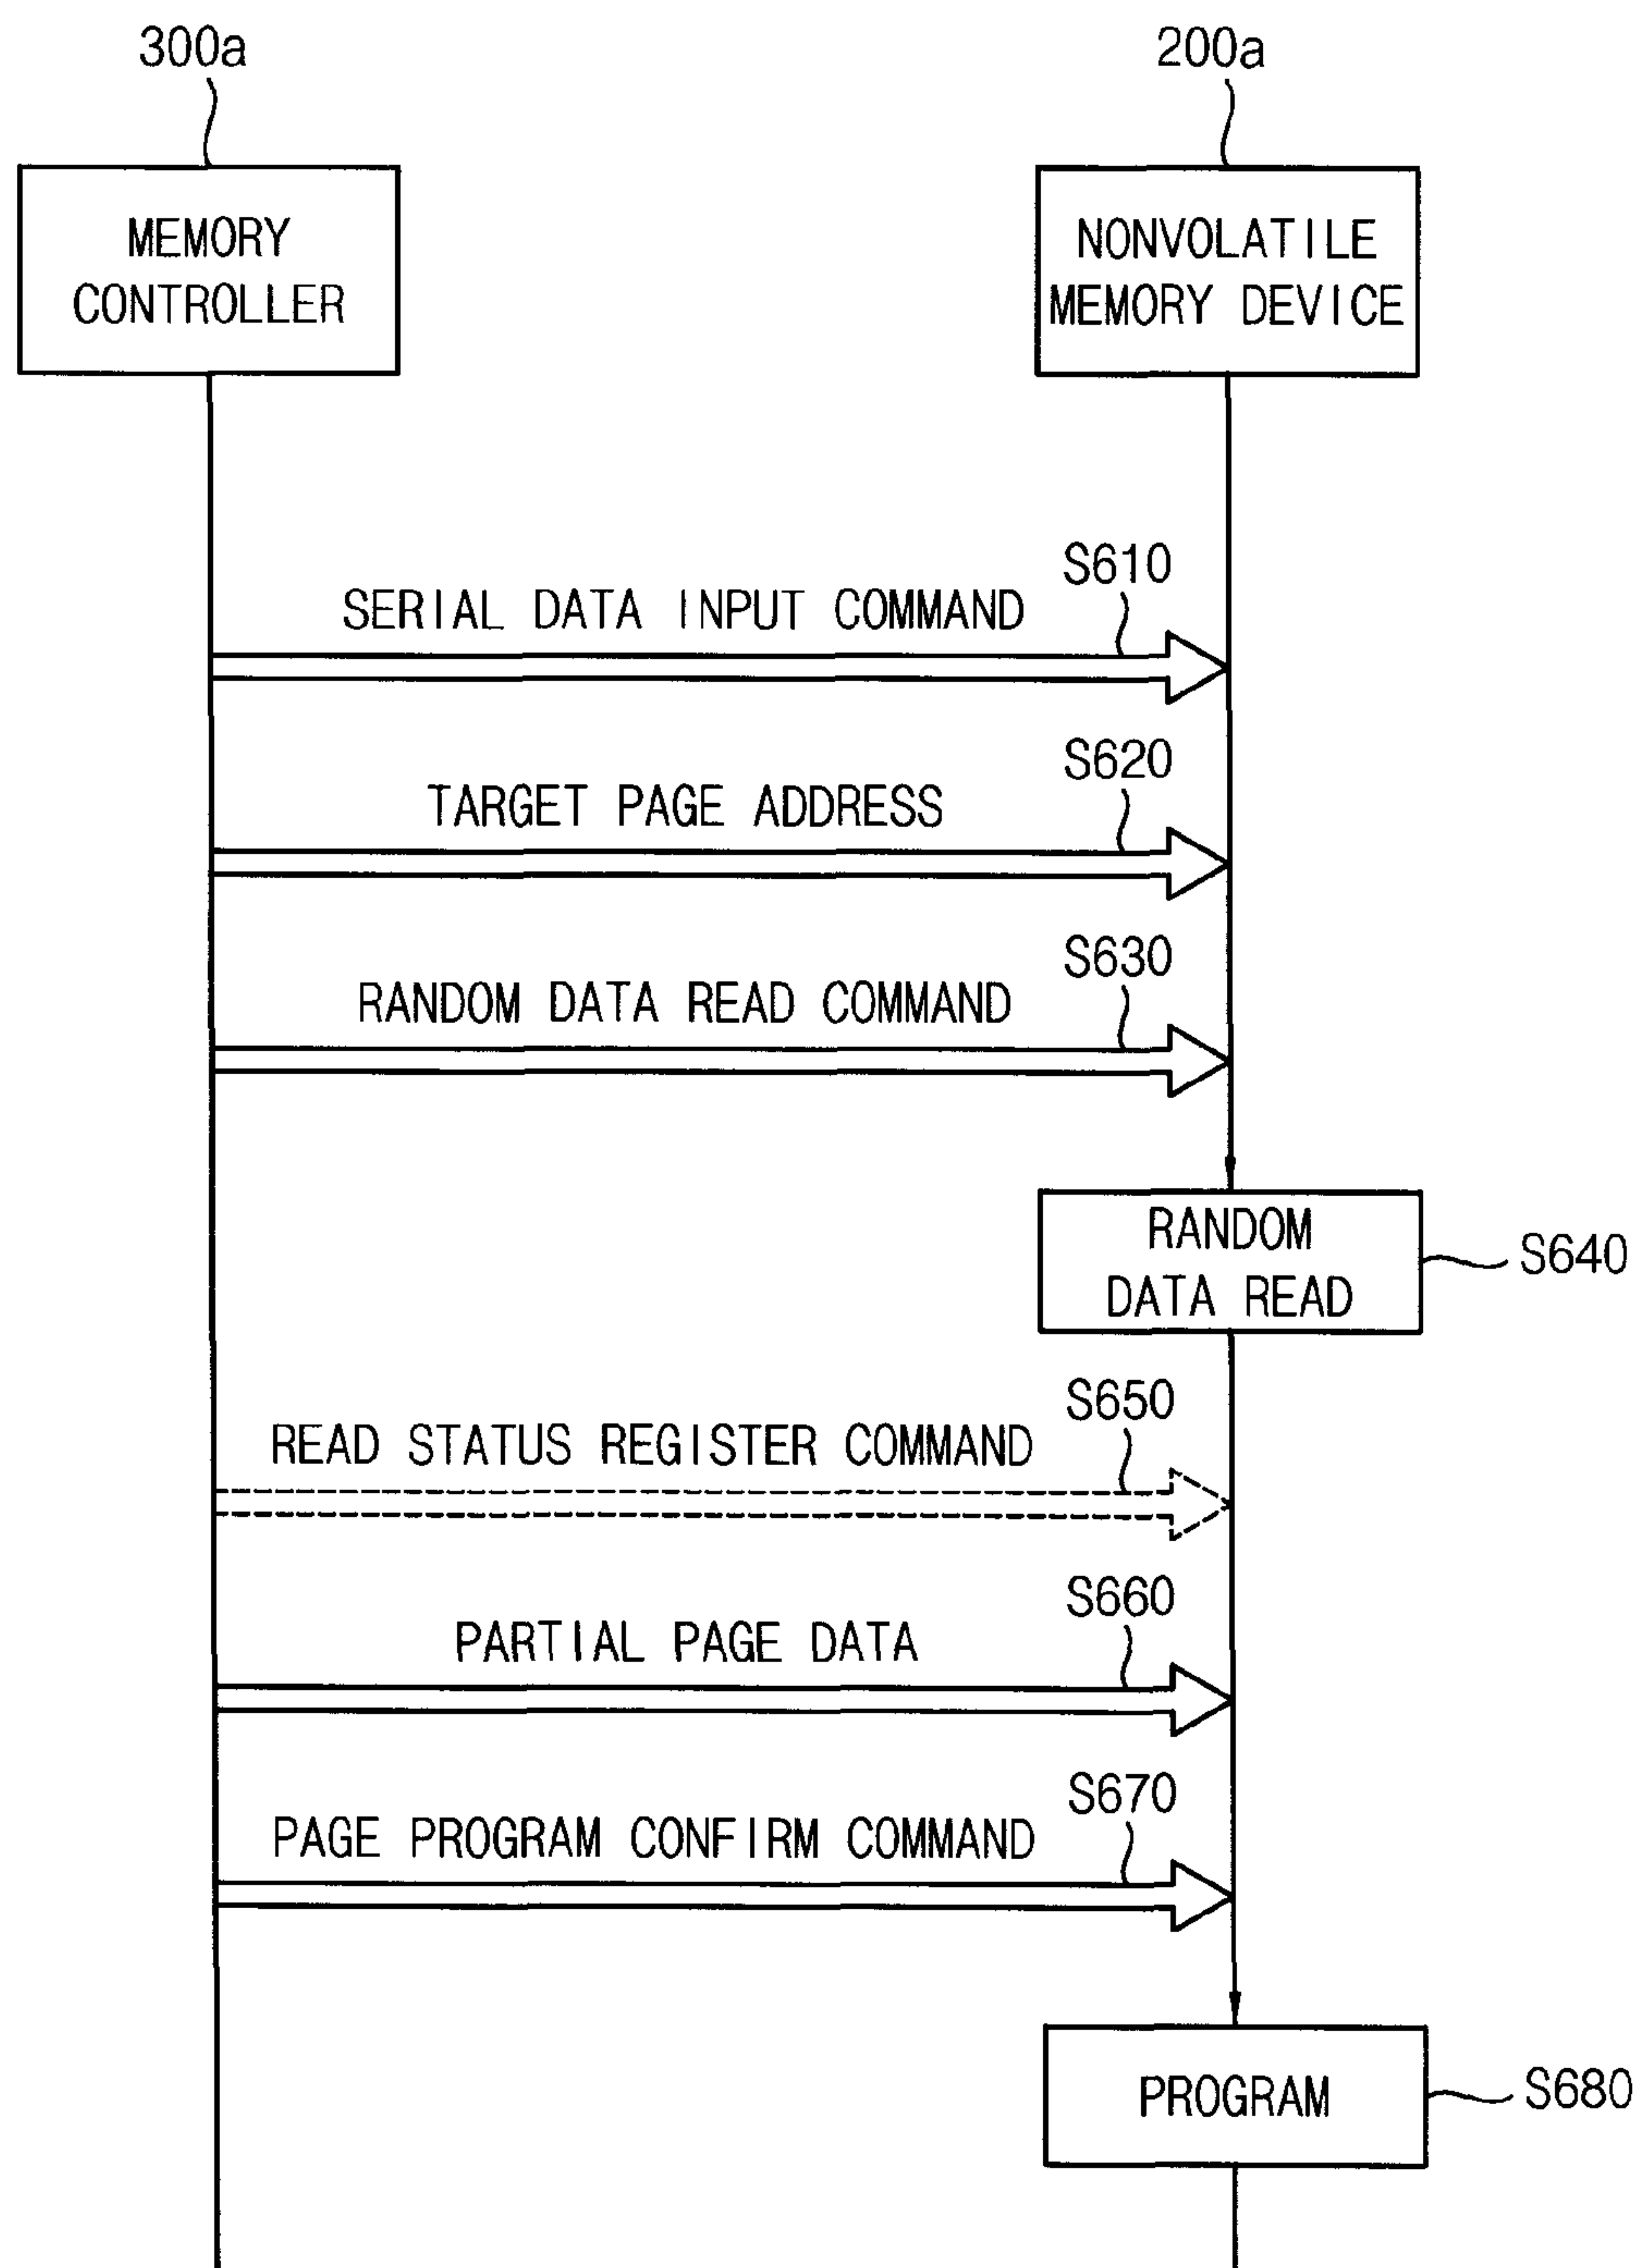 300a
200a
MEMORY
CONTROLLER
NONVOLATILE
MEMORY DEVICE
S610
SERIAL DATA INPUT COMMAND
S620
TARGET PAGE ADDRESS
S630
RANDOM DATA READ COMMAND
RANDOM
DATA READ
S640
S650
READ STATUS REGISTER COMMAND
S660
PARTIAL PAGE DATA
S670
PAGE PROGRAM CONFIRM COMMAND
PROGRAM
S680